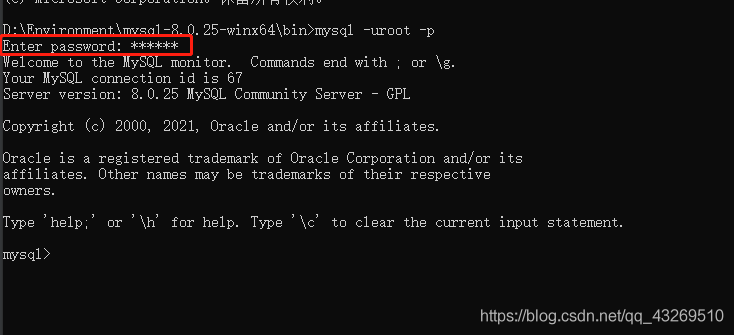 (c) Microsoft Corporation。保留所有权利。
D:\Environment\mysql-8.0.25-winx64\bin>mysql -uroot -p
Enter password: ******
Welcome to the MySQL monitor.  Commands end with ; or \g.
Your MySQL connection id is 67
Server version: 8.0.25 MySQL Community Server - GPL
Copyright (c) 2000, 2021, Oracle and/or its affiliates.
Oracle is a registered trademark of Oracle Corporation and/or its
affiliates. Other names may be trademarks of their respective
owners.
Type 'help;' or '\h' for help. Type '\c' to clear the current input statement.
mysql>
https://blog.csdn.net/qq_43269510